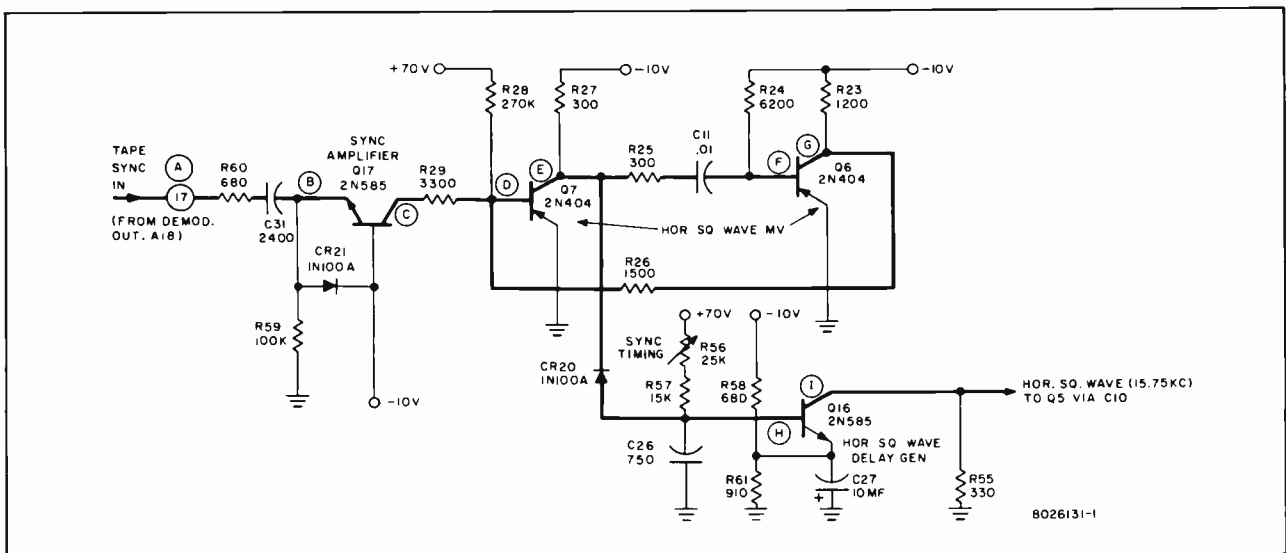 +70V
R28
270K
R27
300
-10V
R24
6200
R23
1200
-10V
TAPE
SYNC
IN
A
17
(FROM DEMOD.
OUT. A18)
R60
680
C31
2400
B
SYNC
AMPLIFIER
Q17
2N585
C
R29
3300
D
E
Q7
2N404
R25
300
C11
.01
F
G
Q6
2N404
HOR SQ WAVE MV
CR21
1N100A
R59
100K
-10V
R26
1500
CR20
1N100A
+70V
SYNC
TIMING
R56
25K
R57
15K
C26
750
-10V
R58
680
H
I
Q16
2N585
HOR SQ WAVE
DELAY GEN
R61
910
C27
10MF
+
R55
330
HOR. SQ. WAVE (15.75KC)
TO Q5 VIA C10
8026131-1